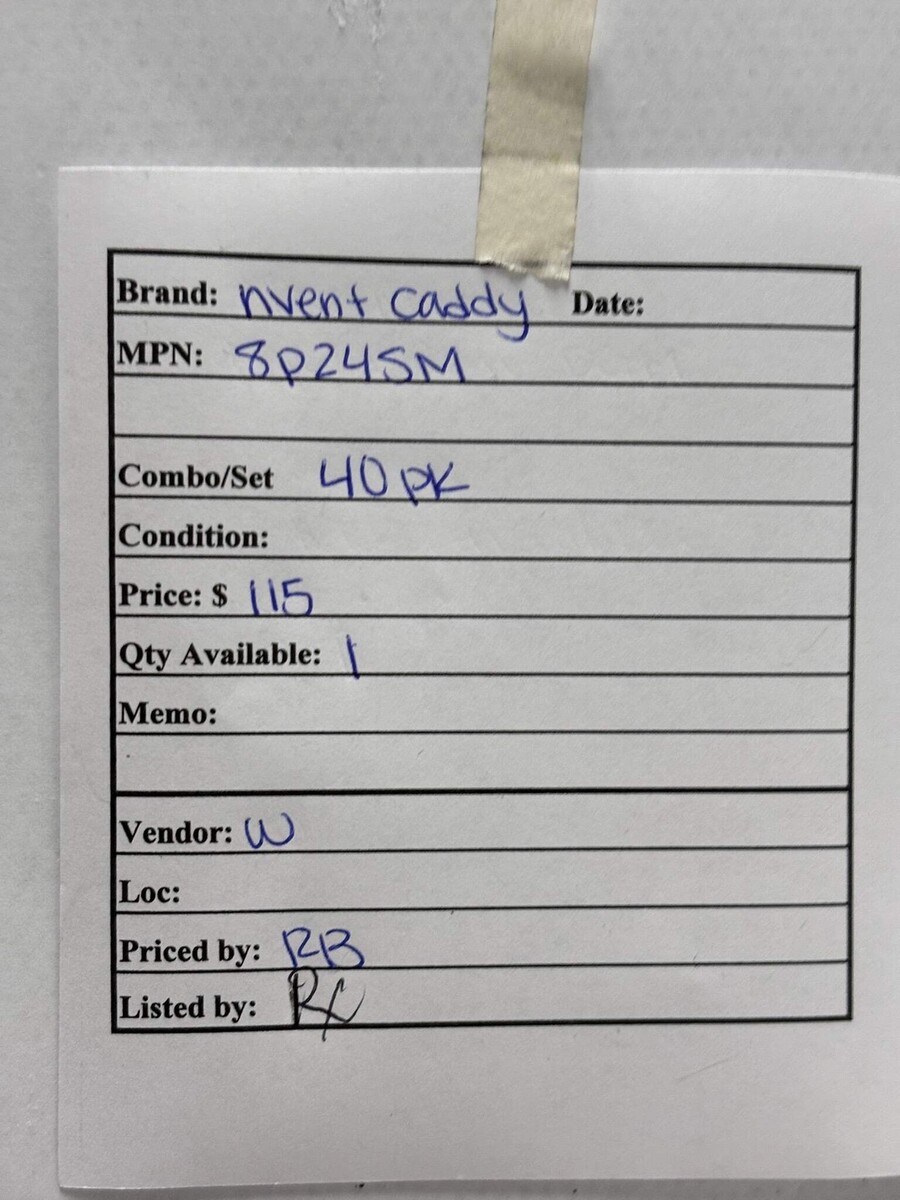 Brand: nvent caddy Date:
MPN: 8P24SM
Combo/Set 40 pk
Condition:
Price: $ 115
Qty Available: 1
Memo:
Vendor: W
Loc:
Priced by: RB
Listed by: